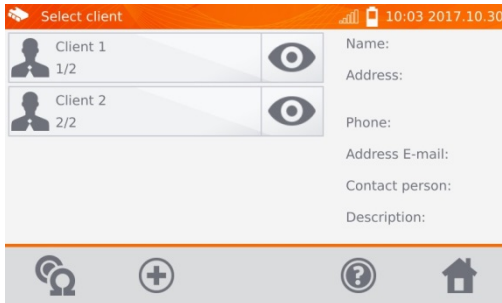 Select client
10:03 2017.10.30
Client 1
1/2
Client 2
2/2
Name:
Address:
Phone:
Address E-mail:
Contact person:
Description: